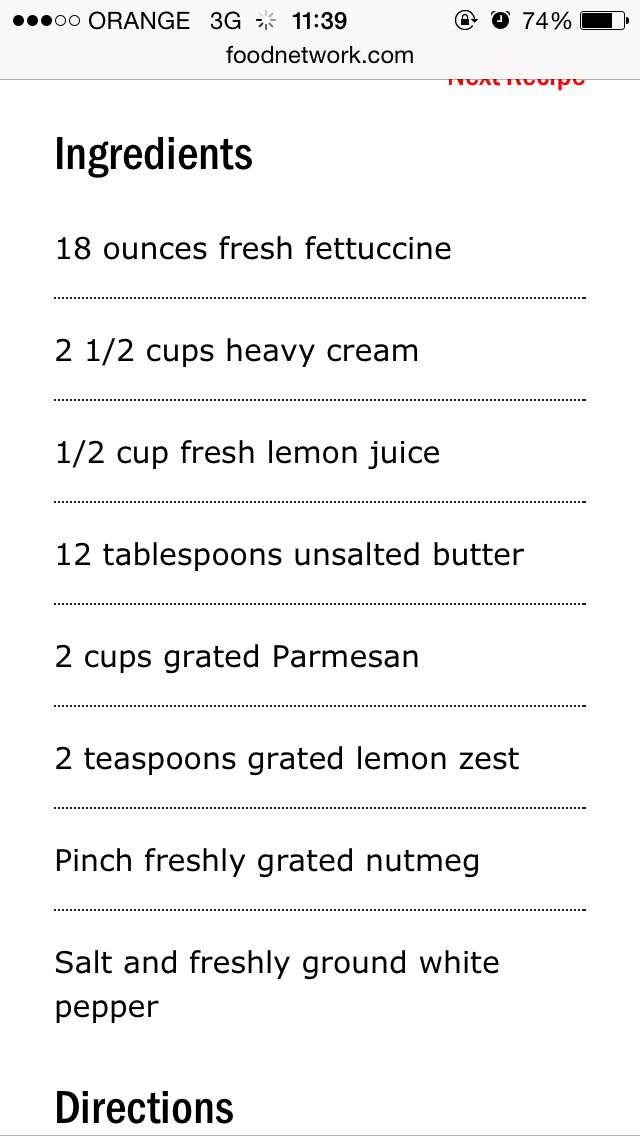 ORANGE 3G 11:39 74%
foodnetwork.com
Next Recipe
Ingredients
18 ounces fresh fettuccine
2 1/2 cups heavy cream
1/2 cup fresh lemon juice
12 tablespoons unsalted butter
2 cups grated Parmesan
2 teaspoons grated lemon zest
Pinch freshly grated nutmeg
Salt and freshly ground white
pepper
Directions